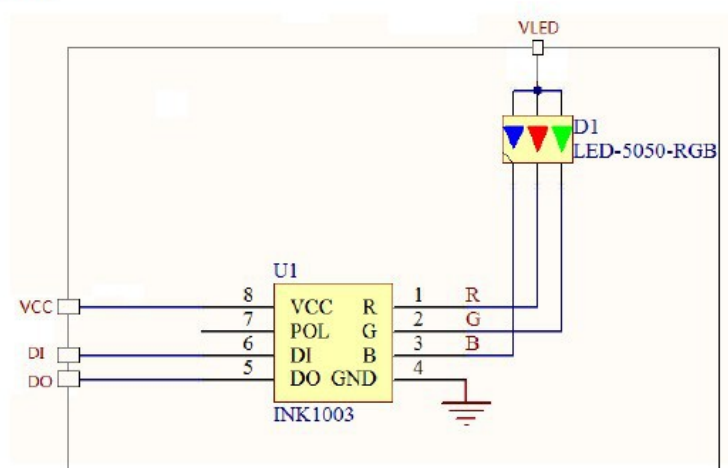 VLED
D1
LED-5050-RGB
U1
VCC 8 VCC R 1 R
7 POL G 2 G
DI 6 DI B 3 B
DO 5 DO GND 4
INK1003